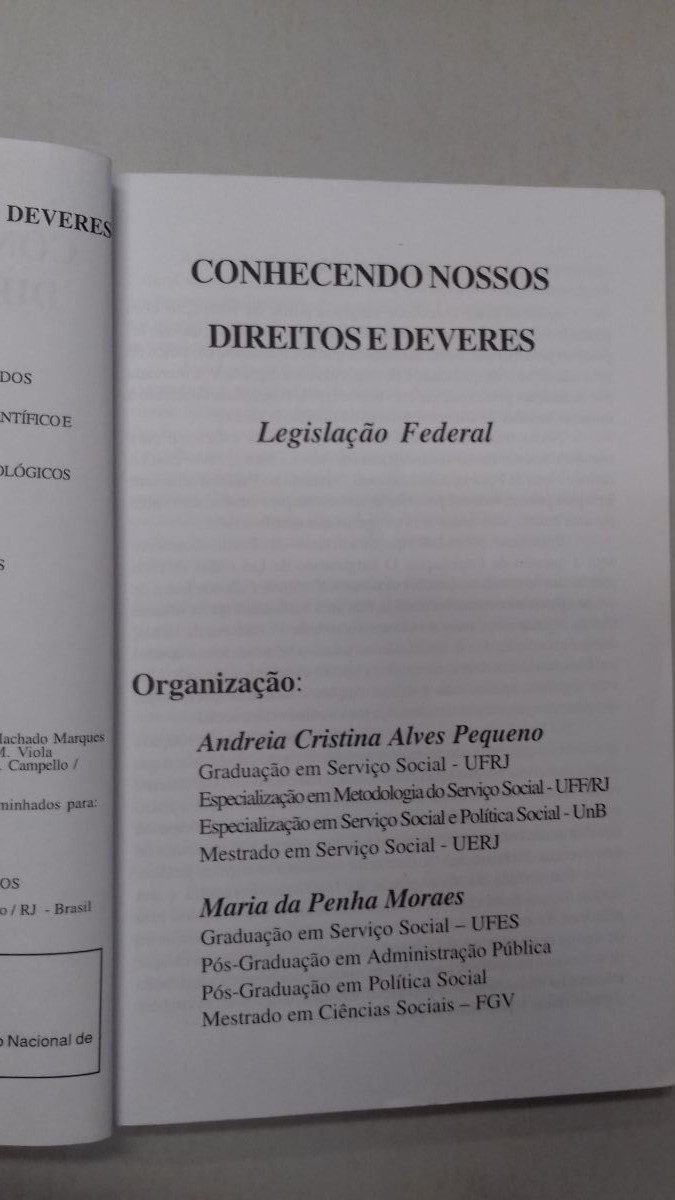 DEVERES
DOS
NTÍFICO E
OLÓGICOS
S
Machado Marques
M. Viola
. Campello /
minhados para:
OS
o / RJ - Brasil
o Nacional de
CONHECENDO NOSSOS
DIREITOS E DEVERES
Legislação Federal
Organização:
Andreia Cristina Alves Pequeno
Graduação em Serviço Social - UFRJ
Especialização em Metodologia do Serviço Social - UFF/RJ
Especialização em Serviço Social e Política Social - UnB
Mestrado em Serviço Social - UERJ
Maria da Penha Moraes
Graduação em Serviço Social – UFES
Pós-Graduação em Administração Pública
Pós-Graduação em Política Social
Mestrado em Ciências Sociais – FGV